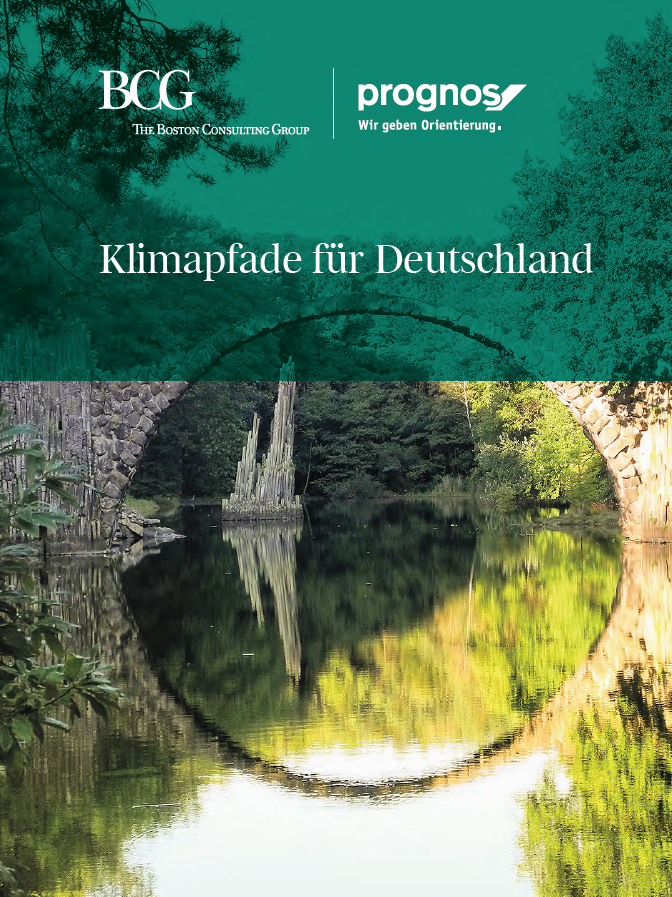 BCG
THE BOSTON CONSULTING GROUP
prognos
Wir geben Orientierung.
Klimapfade für Deutschland